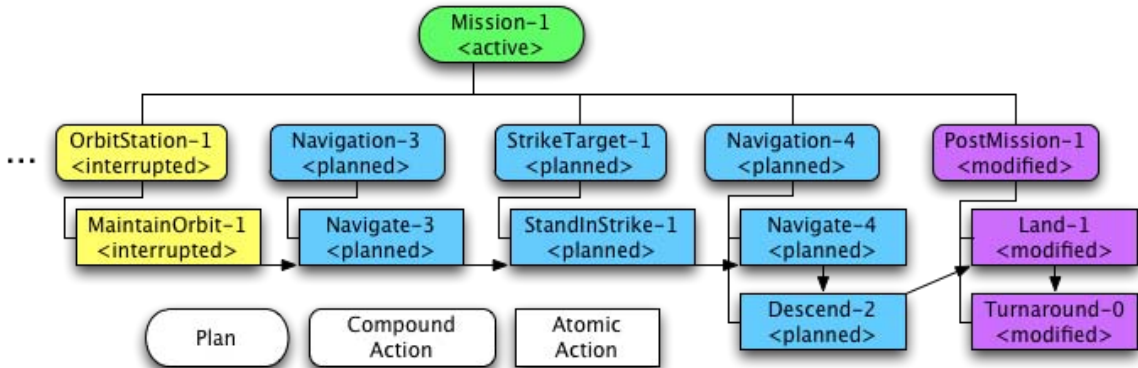 Mission-1
<active>
...
OrbitStation-1
<interrupted>
Navigation-3
<planned>
StrikeTarget-1
<planned>
Navigation-4
<planned>
PostMission-1
<modified>
MaintainOrbit-1
<interrupted>
Navigate-3
<planned>
StandInStrike-1
<planned>
Navigate-4
<planned>
Land-1
<modified>
Descend-2
<planned>
Turnaround-0
<modified>
Plan
Compound
Action
Atomic
Action